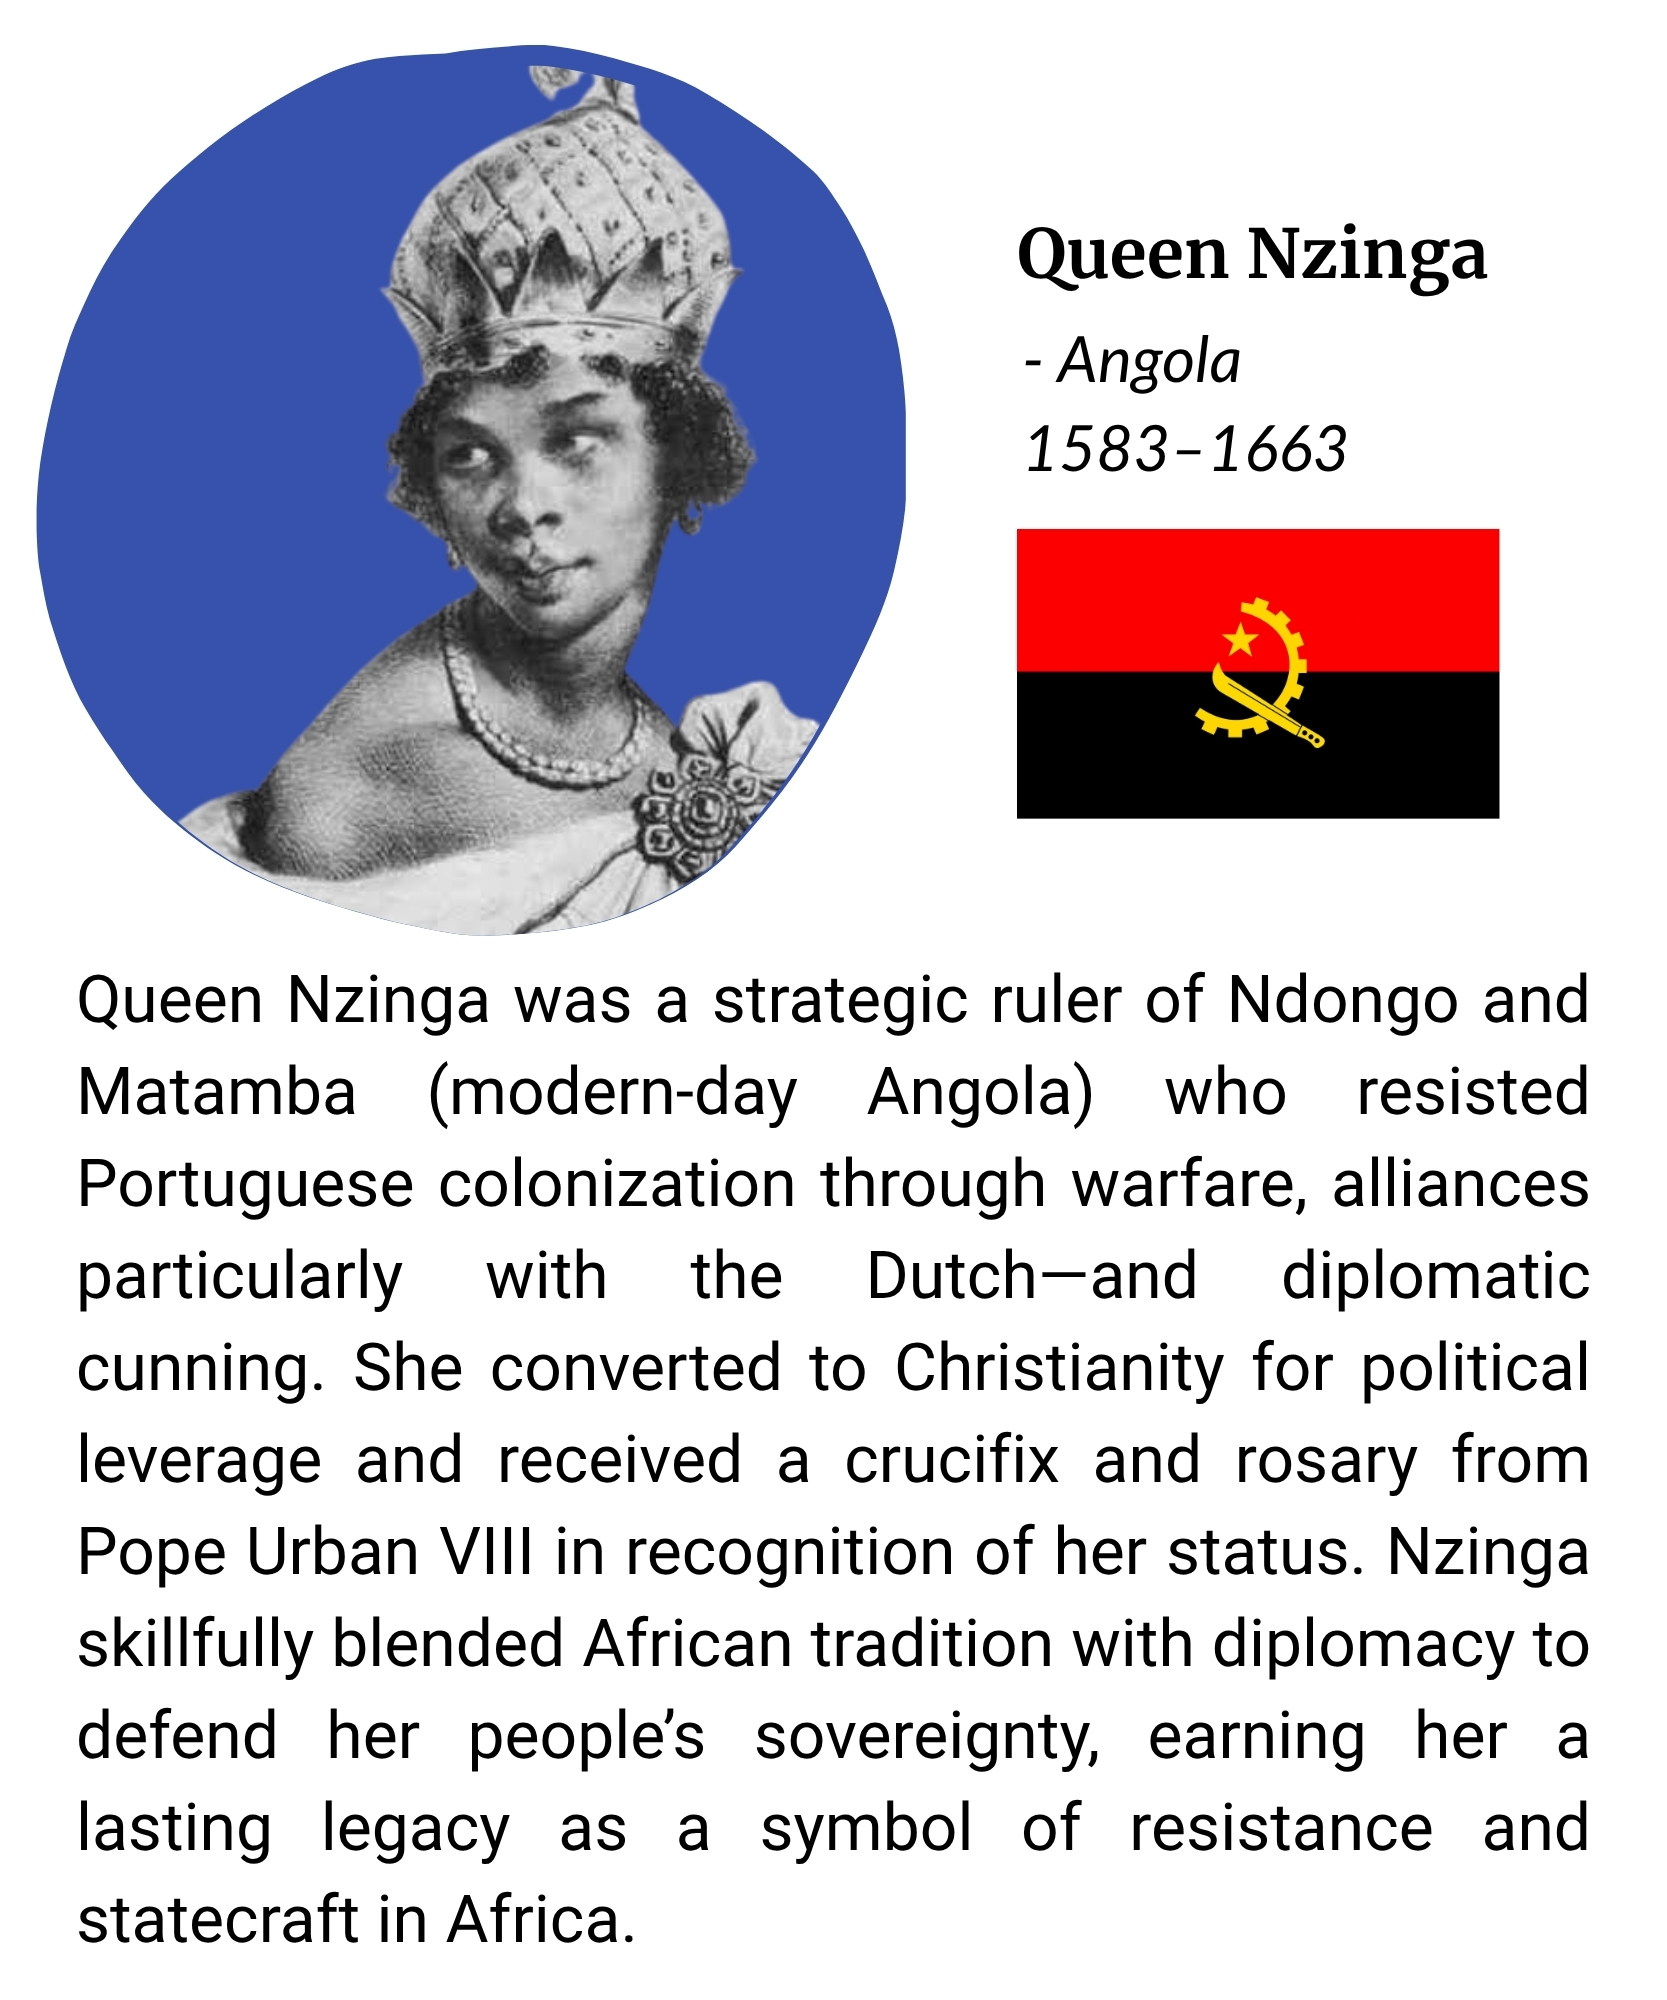 Queen Nzinga
- Angola
1583–1663
Queen Nzinga was a strategic ruler of Ndongo and
Matamba (modern-day Angola) who resisted
Portuguese colonization through warfare, alliances
particularly with the Dutch—and diplomatic
cunning. She converted to Christianity for political
leverage and received a crucifix and rosary from
Pope Urban VIII in recognition of her status. Nzinga
skillfully blended African tradition with diplomacy to
defend her people’s sovereignty, earning her a
lasting legacy as a symbol of resistance and
statecraft in Africa.